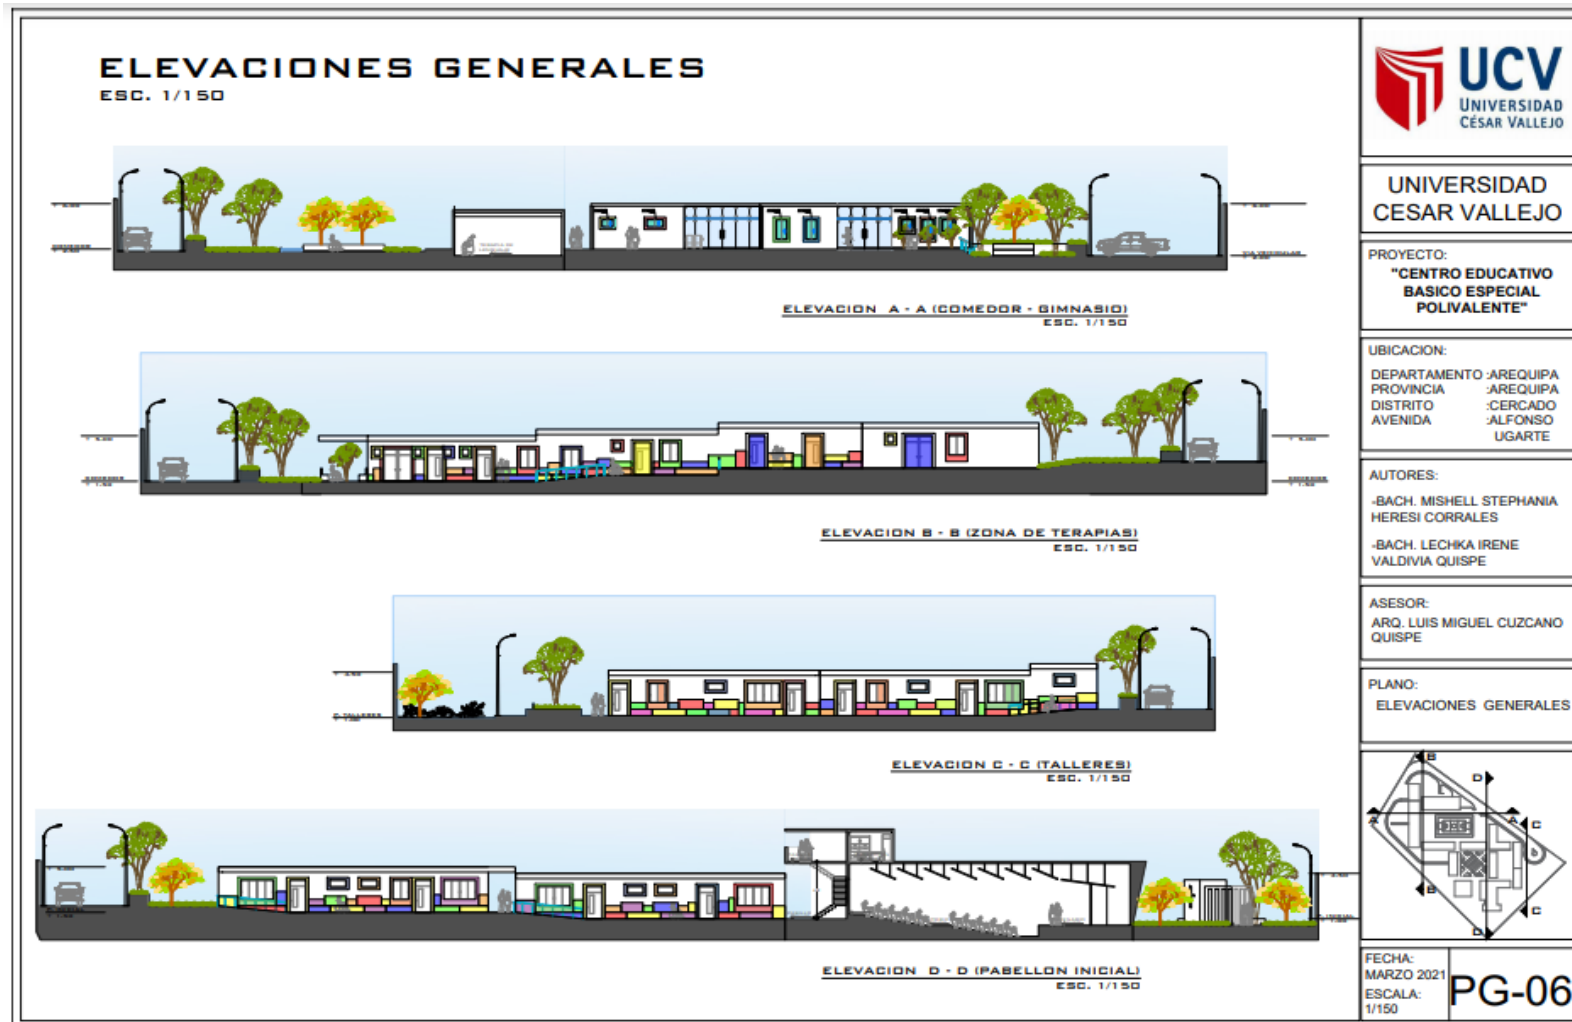 ELEVACIONES GENERALES
ESC. 1/150
ELEVACION A - A (COMEDOR - GIMNASIO)
ESC. 1/150
ELEVACION B - B (ZONA DE TERAPIAS)
ESC. 1/150
ELEVACION C - C (TALLERES)
ESC. 1/150
ELEVACION D - D (PABELLON INICIAL)
ESC. 1/150
UCV
UNIVERSIDAD
CÉSAR VALLEJO
UNIVERSIDAD
CESAR VALLEJO
PROYECTO:
"CENTRO EDUCATIVO
BASICO ESPECIAL
POLIVALENTE"
UBICACION:
DEPARTAMENTO :AREQUIPA
PROVINCIA :AREQUIPA
DISTRITO :CERCADO
AVENIDA :ALFONSO
UGARTE
AUTORES:
-BACH. MISHELL STEPHANIA
HERESI CORRALES
-BACH. LECHKA IRENE
VALDIVIA QUISPE
ASESOR:
ARQ. LUIS MIGUEL CUZCANO
QUISPE
PLANO:
ELEVACIONES GENERALES
B
D
A
A
C
B
C
D
FECHA:
MARZO 2021
ESCALA:
1/150
PG-06